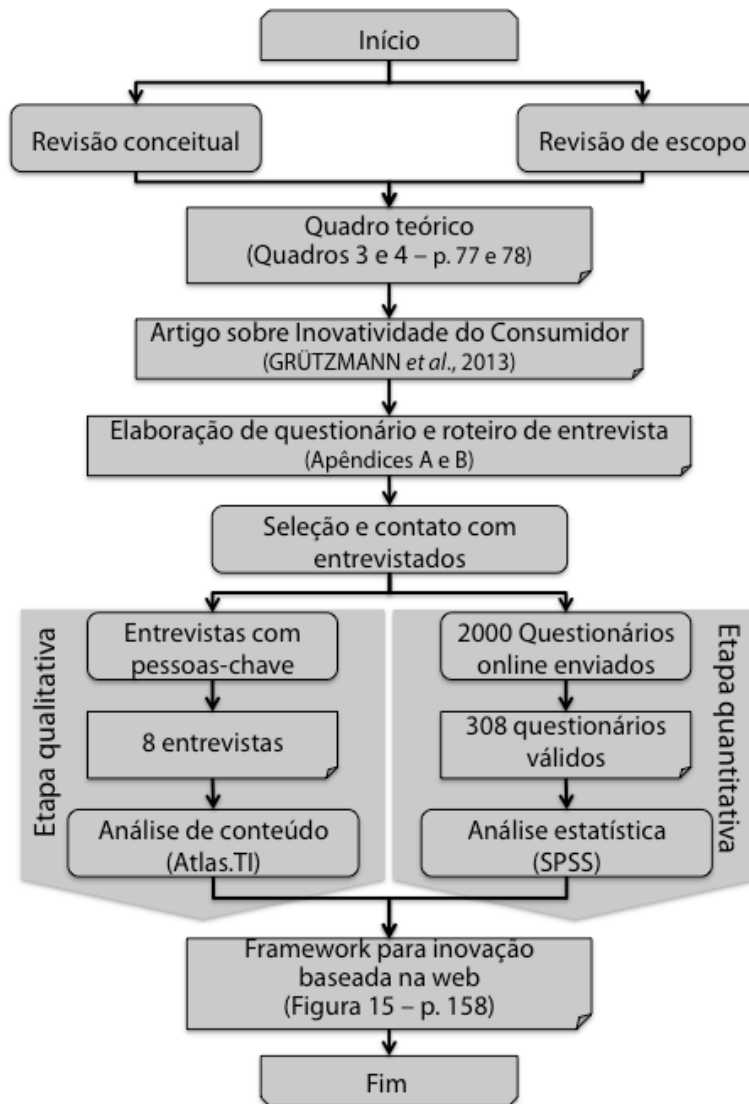 Início
Revisão conceitual
Revisão de escopo
Quadro teórico
(Quadros 3 e 4 – p. 77 e 78)
Artigo sobre Inovatividade do Consumidor
(GRÜTZMANN et al., 2013)
Elaboração de questionário e roteiro de entrevista
(Apêndices A e B)
Seleção e contato com
entrevistados
Etapa qualitativa
Entrevistas com
pessoas-chave
8 entrevistas
Análise de conteúdo
(Atlas.TI)
2000 Questionários
online enviados
308 questionários
válidos
Análise estatística
(SPSS)
Etapa quantitativa
Framework para inovação
baseada na web
(Figura 15 – p. 158)
Fim